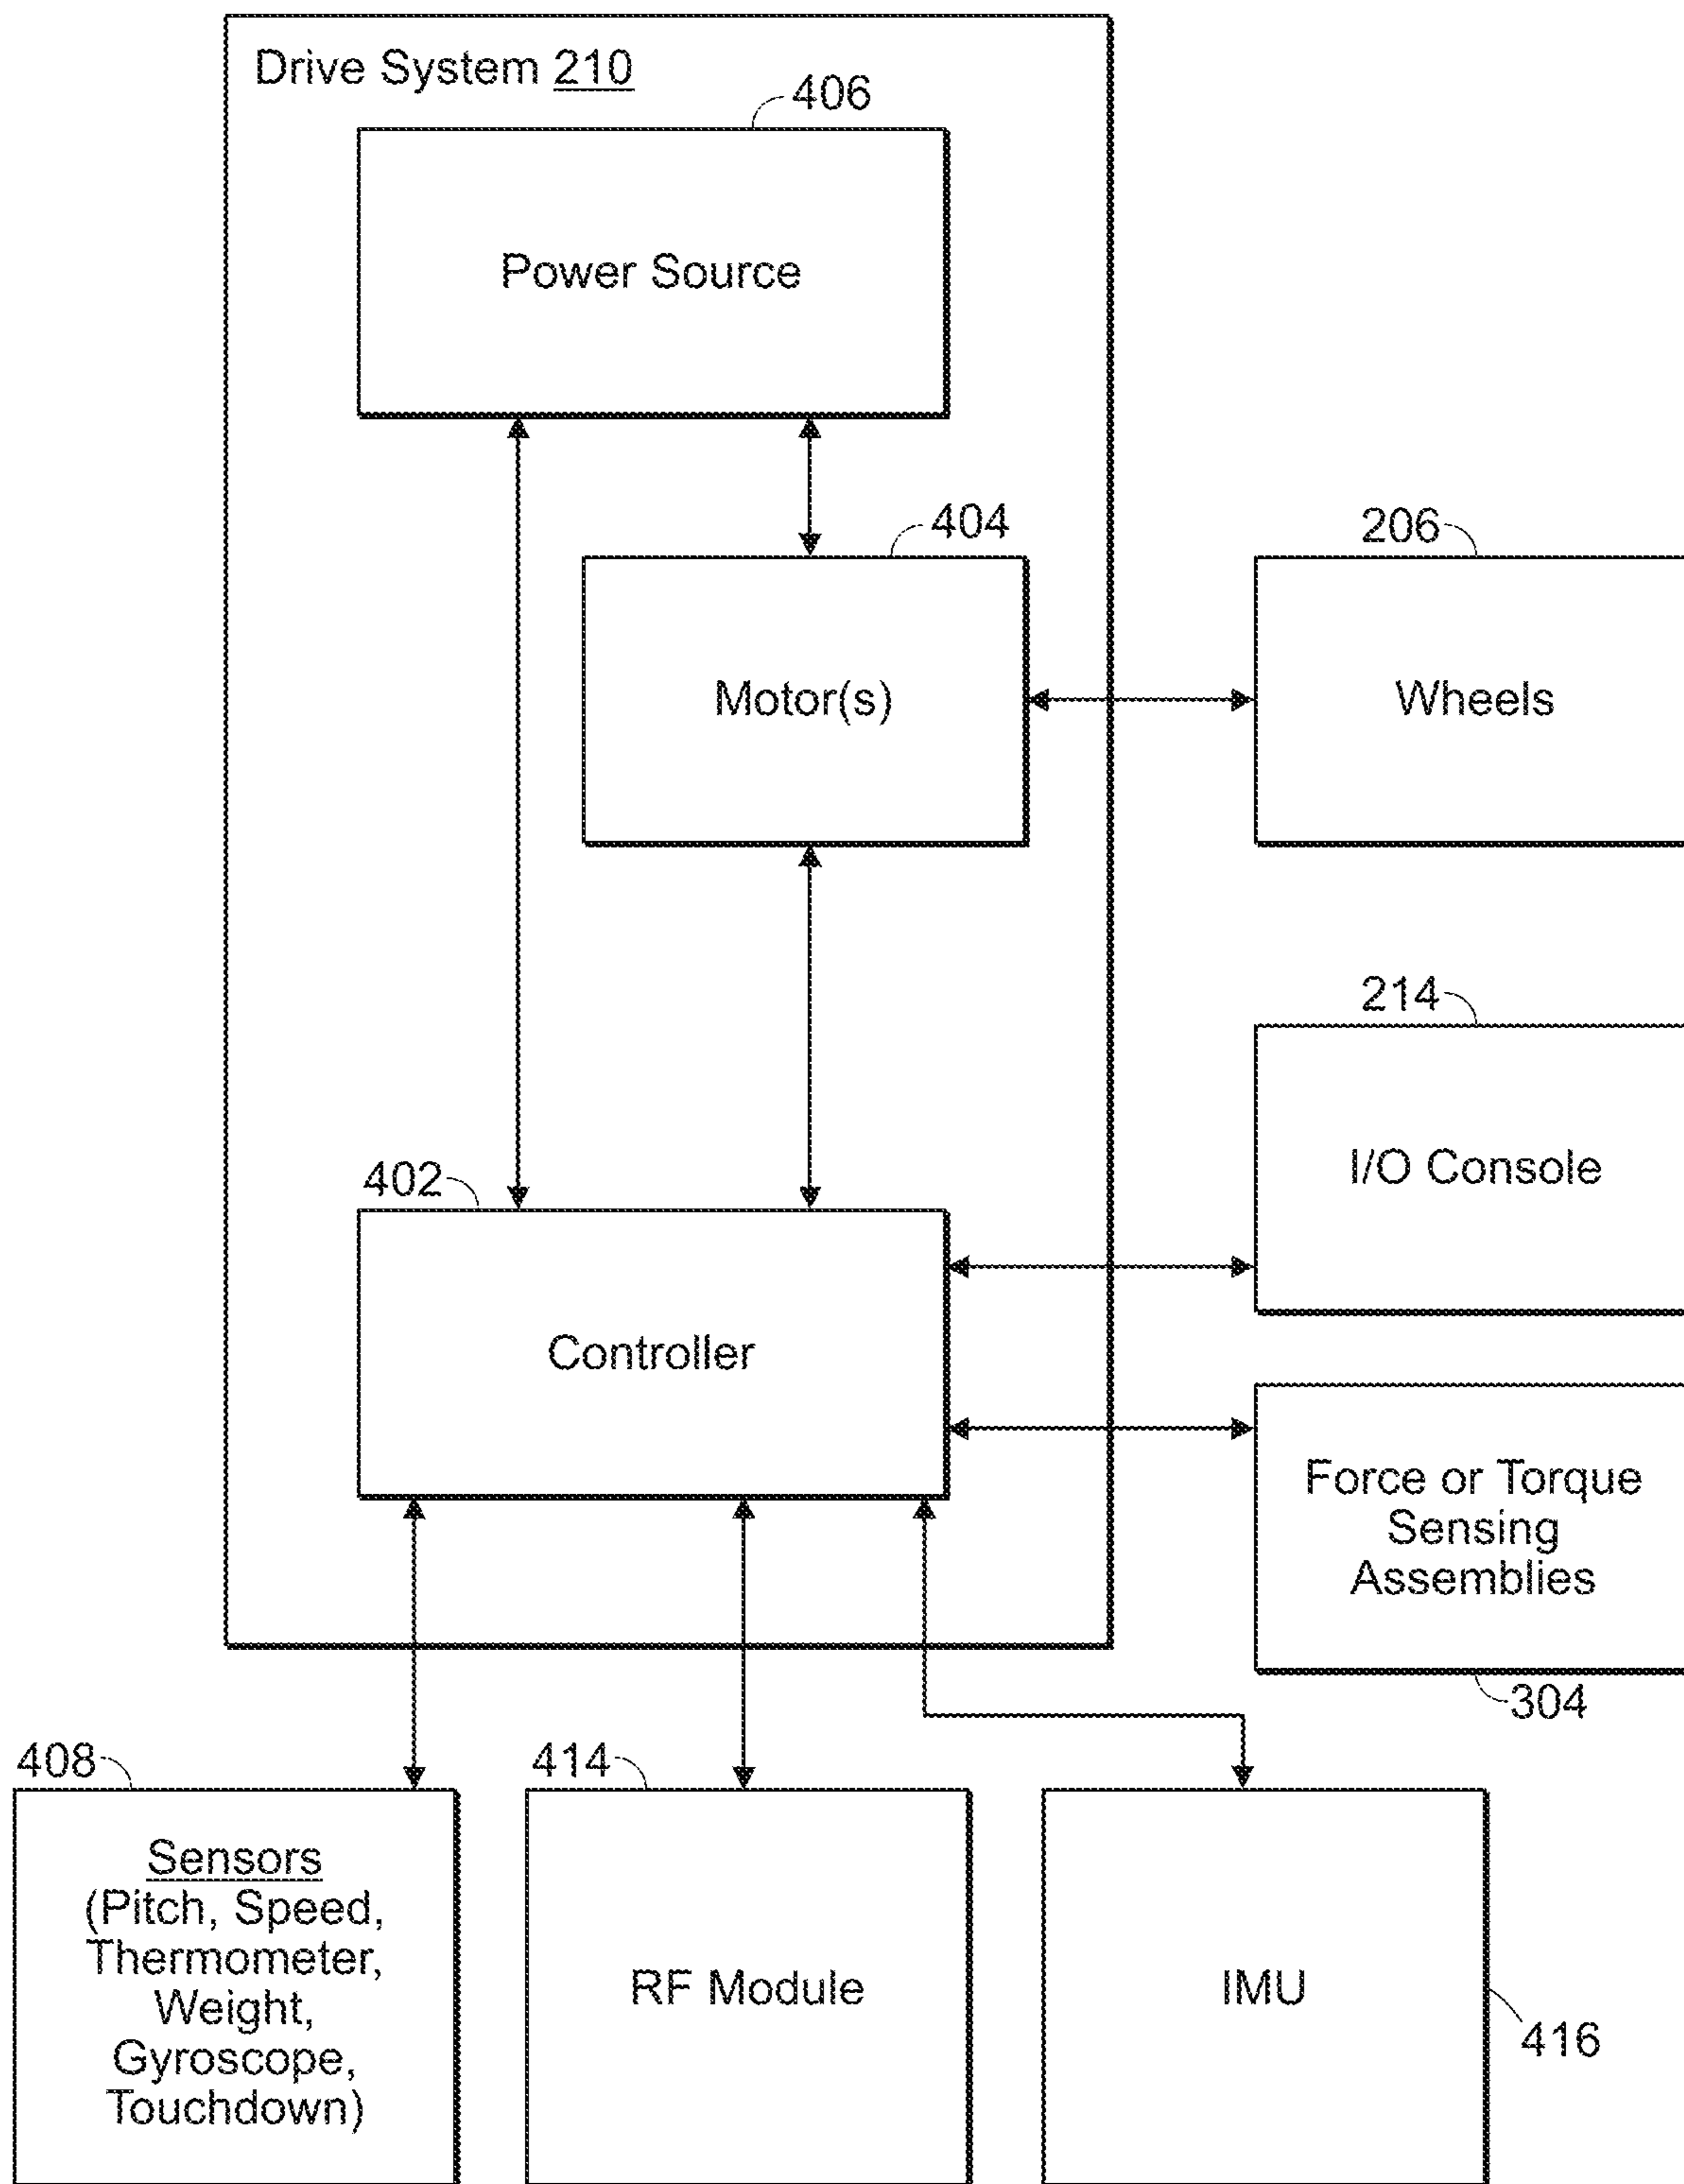 Drive System 210
406
Power Source
404
206
Motor(s)
Wheels
214
402
I/O Console
Controller
Force or Torque
Sensing
Assemblies
304
408
414
Sensors
(Pitch, Speed,
Thermometer,
Weight,
Gyroscope,
Touchdown)
RF Module
IMU
416